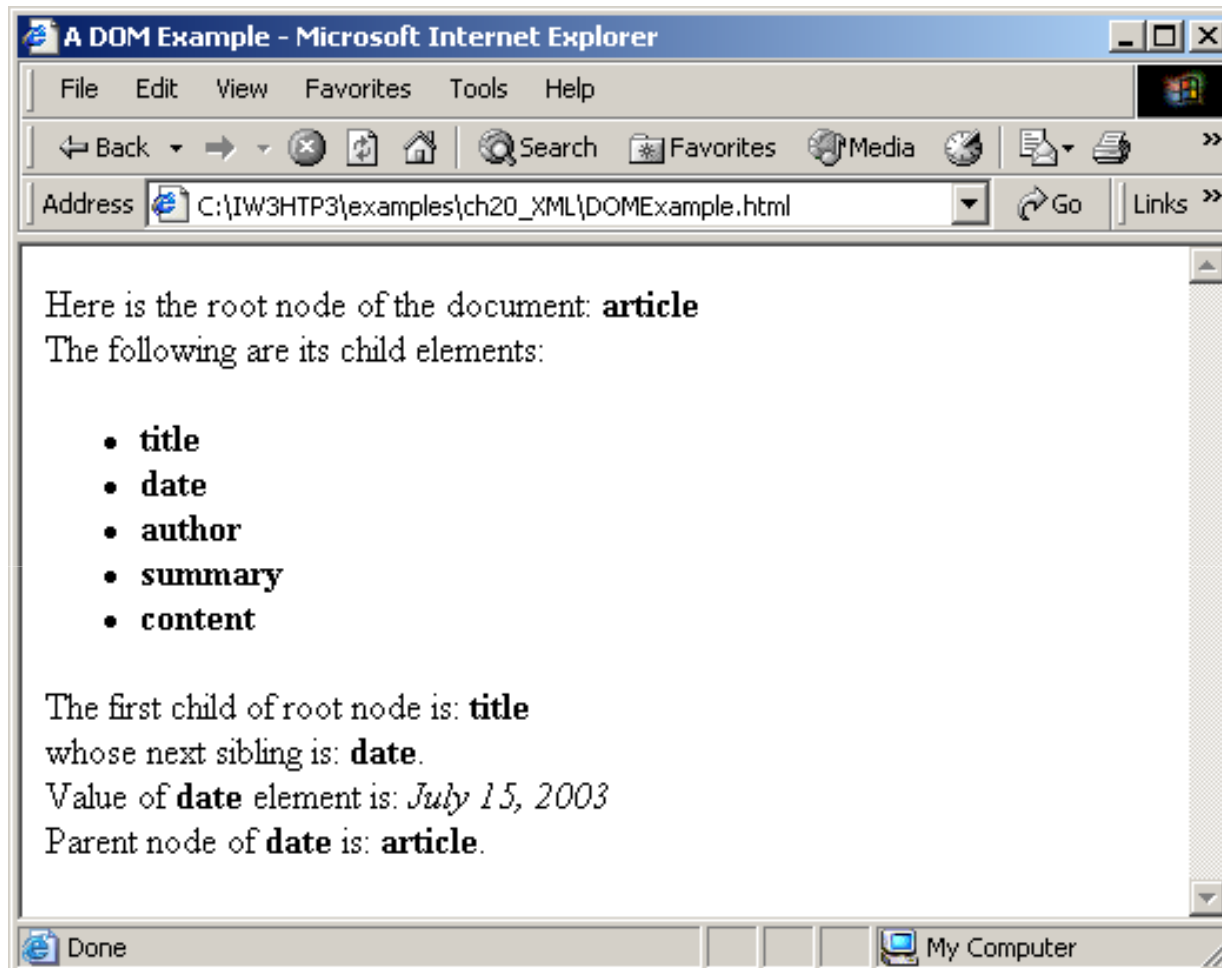 A DOM Example - Microsoft Internet Explorer
File Edit View Favorites Tools Help
Back Search Favorites Media »
Address C:\IW3HTP3\examples\ch20_XML\DOMExample.html Go Links »
Here is the root node of the document: article
The following are its child elements:
• title
• date
• author
• summary
• content
The first child of root node is: title
whose next sibling is: date.
Value of date element is: July 15, 2003
Parent node of date is: article.
Done My Computer